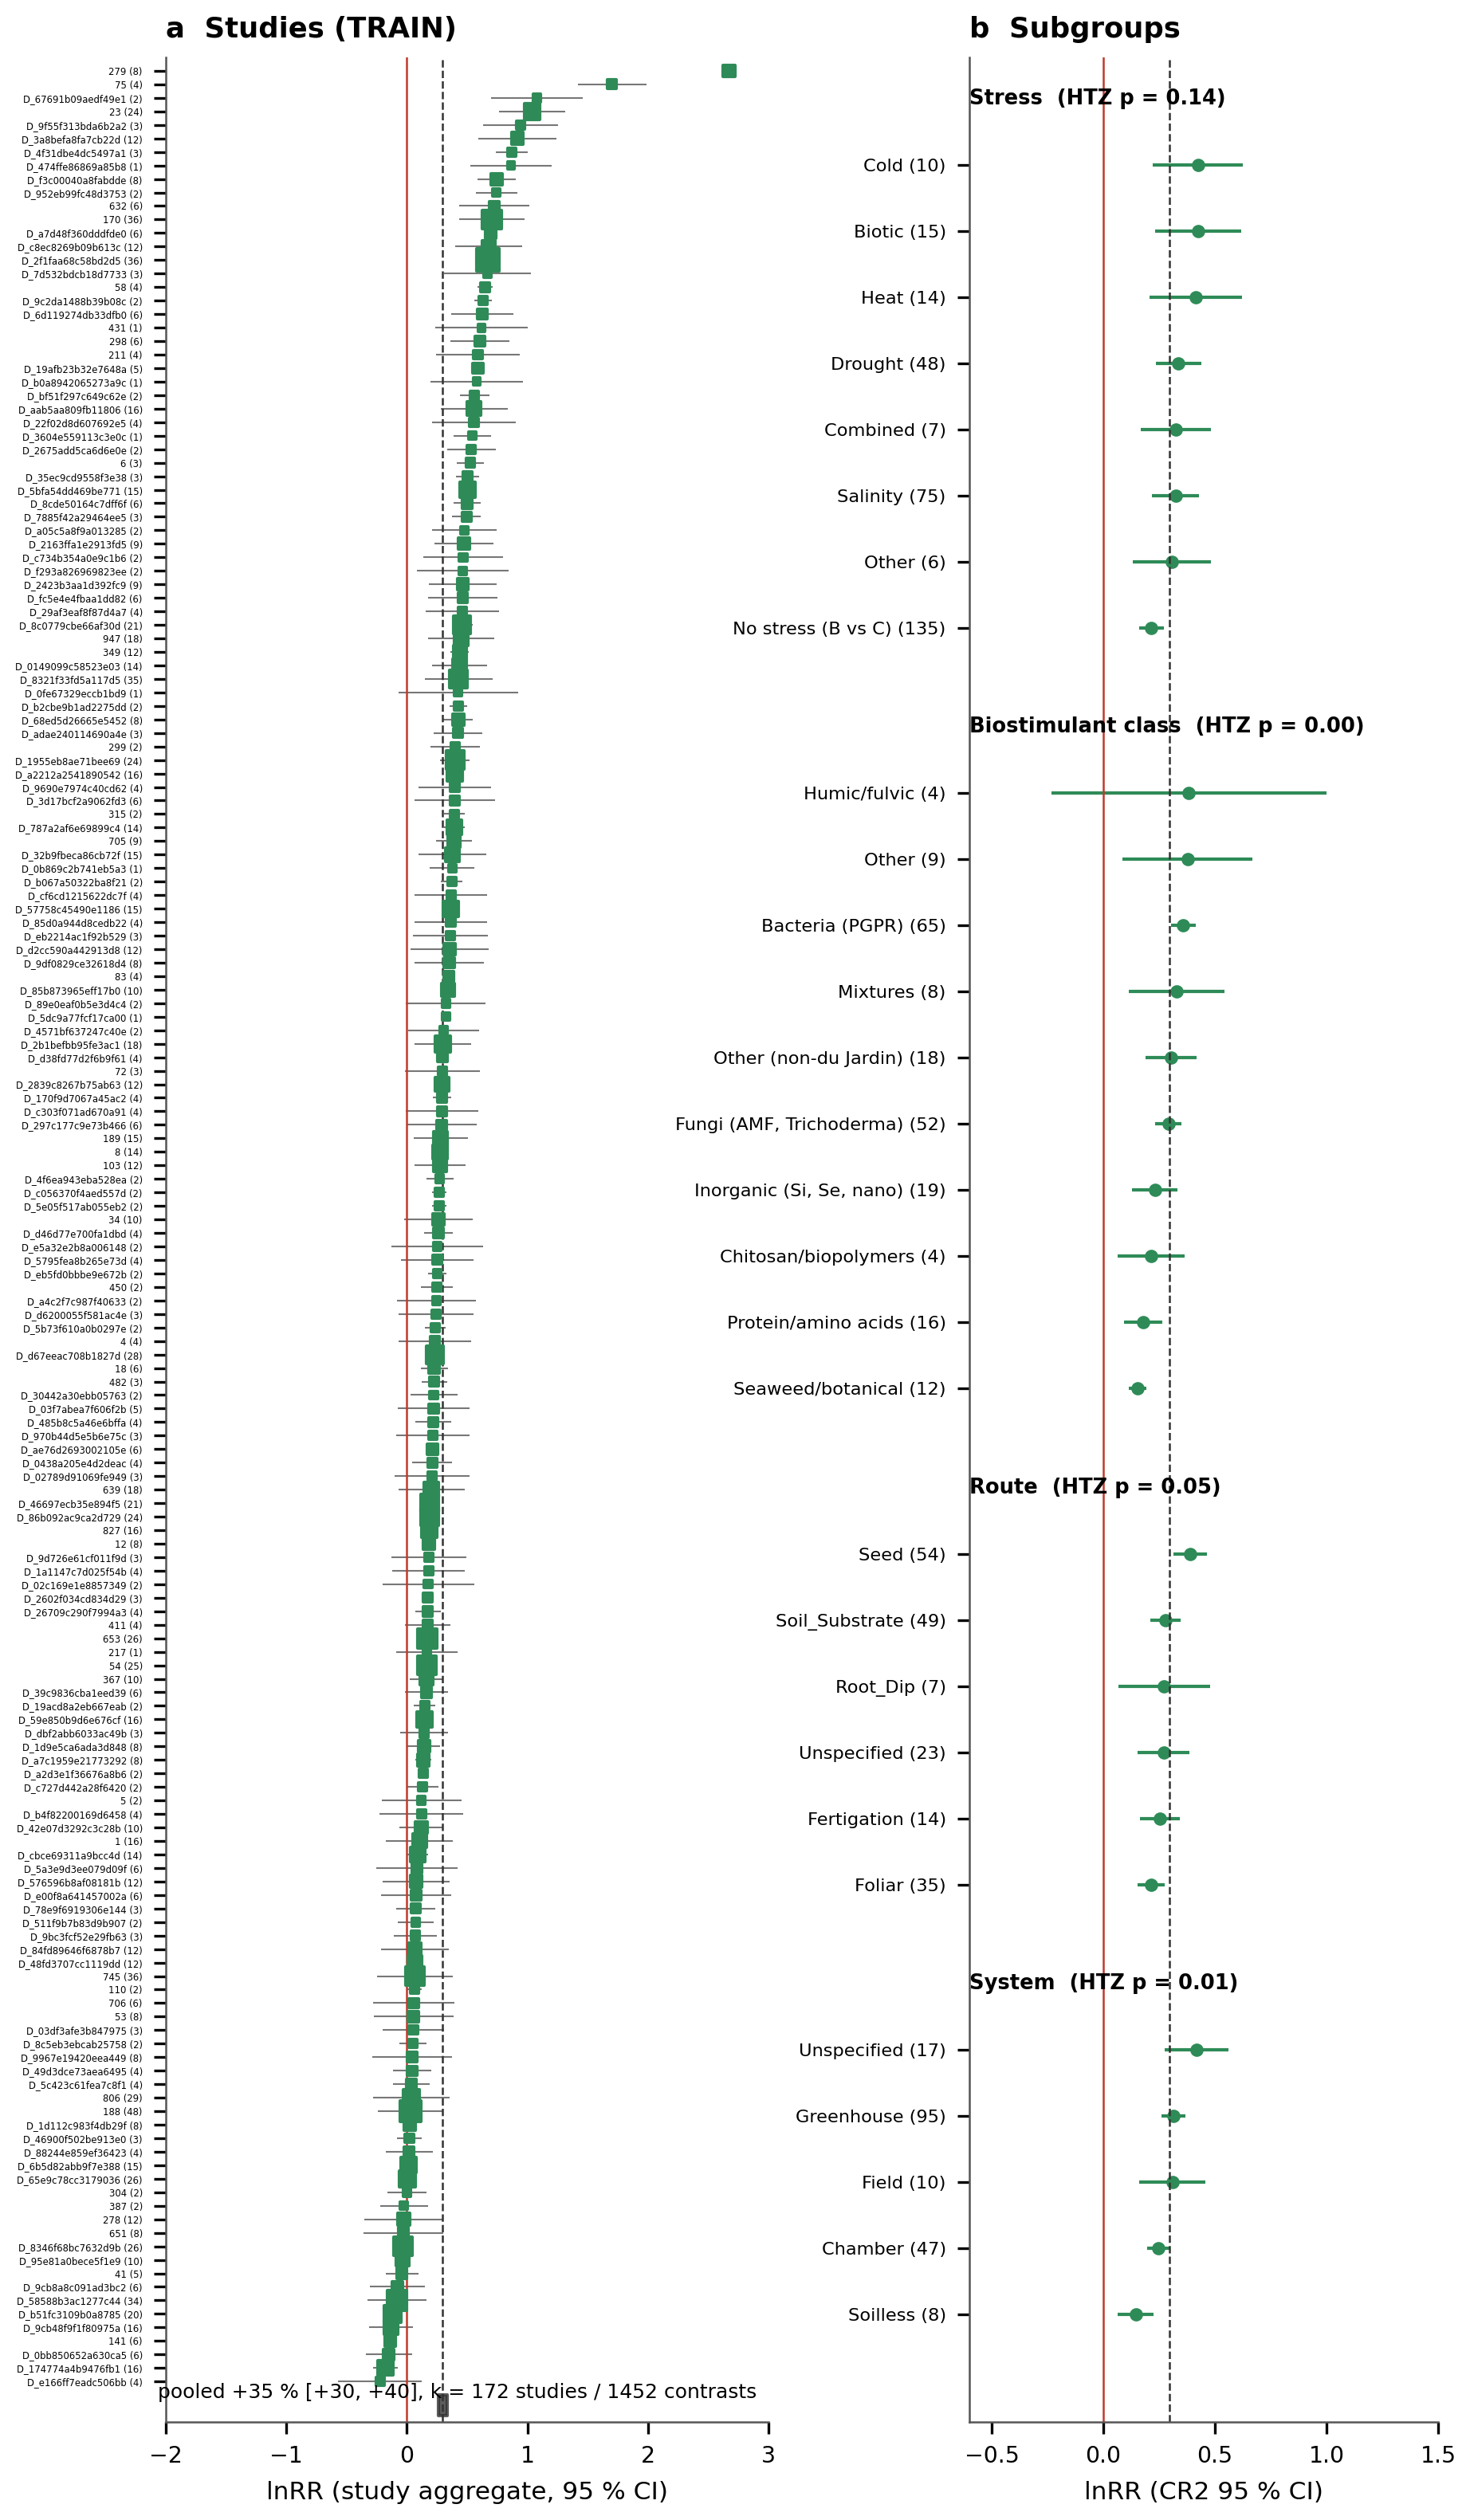 a Studies (TRAIN)
279 (8)
75 (4)
D_67691b09aedf49e1 (2)
23 (24)
D_9f55f313bda6b2a2 (3)
D_3a8befa8fa7cb22d (12)
D_4f31dbe4dc5497a1 (3)
D_474ffe86869a85b8 (1)
D_f3c00040a8fabdde (8)
D_952eb99fc48d3753 (2)
632 (6)
170 (36)
D_a7d48f360dddfde0 (6)
D_c8ec8269b09b613c (12)
D_2f1faa68c58bd2d5 (36)
D_7d532bdcb18d7733 (3)
58 (4)
D_9c2da1488b39b08c (2)
D_6d119274db33dfb0 (6)
431 (1)
298 (6)
211 (4)
D_19afb23b32e7648a (5)
D_b0a8942065273a9c (1)
D_bf51f297c649c62e (2)
D_aab5aa809fb11806 (16)
D_22f02d8d607692e5 (4)
D_3604e559113c3e0c (1)
D_2675add5ca6d6e0e (2)
6 (3)
D_35ec9cd9558f3e38 (3)
D_5bfa54dd469be771 (15)
D_8cde50164c7dff6f (6)
D_7885f42a29464ee5 (3)
D_a05c5a8f9a013285 (2)
D_2163ffa1e2913fd5 (9)
D_c734b354a0e9c1b6 (2)
D_f293a826969823ee (2)
D_2423b3aa1d392fc9 (9)
D_fc5e4e4fbaa1dd82 (6)
D_29af3eaf8f87d4a7 (4)
D_8c0779cbe66af30d (21)
947 (18)
349 (12)
D_0149099c58523e03 (14)
D_8321f33fd5a117d5 (35)
D_0fe67329eccb1bd9 (1)
D_b2cbe9b1ad2275dd (2)
D_68ed5d26665e5452 (8)
D_adae240114690a4e (3)
299 (2)
D_1955eb8ae71bee69 (24)
D_a2212a2541890542 (16)
D_9690e7974c40cd62 (4)
D_3d17bcf2a9062fd3 (6)
315 (2)
D_787a2af6e69899c4 (14)
705 (9)
D_32b9fbeca86cb72f (15)
D_0b869c2b741eb5a3 (1)
D_b067a50322ba8f21 (2)
D_cf6cd1215622dc7f (4)
D_57758c45490e1186 (15)
D_85d0a944d8cedb22 (4)
D_eb2214ac1f92b529 (3)
D_d2cc590a442913d8 (12)
D_9df0829ce32618d4 (8)
83 (4)
D_85b873965eff17b0 (10)
D_89e0eaf0b5e3d4c4 (2)
D_5dc9a77fcf17ca00 (1)
D_4571bf637247c40e (2)
D_2b1befbb95fe3ac1 (18)
D_d38fd77d2f6b9f61 (4)
72 (3)
D_2839c8267b75ab63 (12)
D_170f9d7067a45ac2 (4)
D_c303f071ad670a91 (4)
D_297c177c9e73b466 (6)
189 (15)
8 (14)
103 (12)
D_4f6ea943eba528ea (2)
D_c056370f4aed557d (2)
D_5e05f517ab055eb2 (2)
34 (10)
D_d46d77e700fa1dbd (4)
D_e5a32e2b8a006148 (2)
D_5795fea8b265e73d (4)
D_eb5fd0bbbe9e672b (2)
450 (2)
D_a4c2f7c987f40633 (2)
D_d6200055f581ac4e (3)
D_5b73f610a0b0297e (2)
4 (4)
D_d67eeac708b1827d (28)
18 (6)
482 (3)
D_30442a30ebb05763 (2)
D_03f7abea7f606f2b (5)
D_485b8c5a46e6bffa (4)
D_970b44d5e5b6e75c (3)
D_ae76d2693002105e (6)
D_0438a205e4d2deac (4)
D_02789d91069fe949 (3)
639 (18)
D_46697ecb35e894f5 (21)
D_86b092ac9ca2d729 (24)
827 (16)
12 (8)
D_9d726e61cf011f9d (3)
D_1a1147c7d025f54b (4)
D_02c169e1e8857349 (2)
D_2602f034cd834d29 (3)
D_26709c290f7994a3 (4)
411 (4)
653 (26)
217 (1)
54 (25)
367 (10)
D_39c9836cba1eed39 (6)
D_19acd8a2eb667eab (2)
D_59e850b9d6e676cf (16)
D_dbf2abb6033ac49b (3)
D_1d9e5ca6ada3d848 (8)
D_a7c1959e21773292 (8)
D_a2d3e1f36676a8b6 (2)
D_c727d442a28f6420 (2)
5 (2)
D_b4f82200169d6458 (4)
D_42e07d3292c3c28b (10)
1 (16)
D_cbce69311a9bcc4d (14)
D_5a3e9d3ee079d09f (6)
D_576596b8af08181b (12)
D_e00f8a641457002a (6)
D_78e9f6919306e144 (3)
D_511f9b7b83d9b907 (2)
D_9bc3fcf52e29fb63 (3)
D_84fd89646f6878b7 (12)
D_48fd3707cc1119dd (12)
745 (36)
110 (2)
706 (6)
53 (8)
D_03df3afe3b847975 (3)
D_8c5eb3ebcab25758 (2)
D_9967e19420eea449 (8)
D_49d3dce73aea6495 (4)
D_5c423c61fea7c8f1 (4)
806 (29)
188 (48)
D_1d112c983f4db29f (8)
D_46900f502be913e0 (3)
D_88244e859ef36423 (4)
D_6b5d82abb9f7e388 (15)
D_65e9c78cc3179036 (26)
304 (2)
387 (2)
278 (12)
651 (8)
D_8346f68bc7632d9b (26)
D_95e81a0bece5f1e9 (10)
41 (5)
D_9cb8a8c091ad3bc2 (6)
D_58588b3ac1277c44 (34)
D_b51fc3109b0a8785 (20)
D_9cb48f9f1f80975a (16)
141 (6)
D_0bb850652a630ca5 (6)
D_174774a4b9476fb1 (16)
D_e166ff7eadc506bb (4)
pooled +35 % [+30, +40], k = 172 studies / 1452 contrasts
−2 −1 0 1 2 3
lnRR (study aggregate, 95 % CI)
b Subgroups
Stress (HTZ p = 0.14)
Cold (10)
Biotic (15)
Heat (14)
Drought (48)
Combined (7)
Salinity (75)
Other (6)
No stress (B vs C) (135)
Biostimulant class (HTZ p = 0.00)
Humic/fulvic (4)
Other (9)
Bacteria (PGPR) (65)
Mixtures (8)
Other (non-du Jardin) (18)
Fungi (AMF, Trichoderma) (52)
Inorganic (Si, Se, nano) (19)
Chitosan/biopolymers (4)
Protein/amino acids (16)
Seaweed/botanical (12)
Route (HTZ p = 0.05)
Seed (54)
Soil_Substrate (49)
Root_Dip (7)
Unspecified (23)
Fertigation (14)
Foliar (35)
System (HTZ p = 0.01)
Unspecified (17)
Greenhouse (95)
Field (10)
Chamber (47)
Soilless (8)
−0.5 0.0 0.5 1.0 1.5
lnRR (CR2 95 % CI)